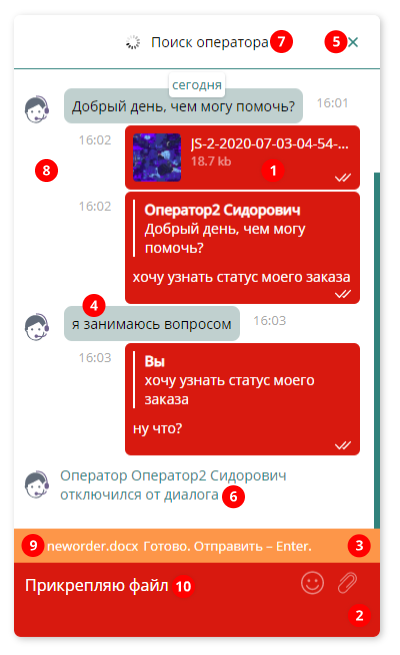 Поиск оператора 7 5 ×
сегодня
Добрый день, чем могу помочь? 16:01
16:02 JS-2-2020-07-03-04-54-...
8 18.7 kb 1
16:02 Оператор2 Сидорович
Добрый день, чем могу
помочь?
хочу узнать статус моего заказа
4
я занимаюсь вопросом 16:03
16:03 Вы
хочу узнать статус моего
заказа
ну что?
Оператор Оператор2 Сидорович
отключился от диалога 6
9 neworder.docx Готово. Отправить – Enter. 3
Прикрепляю файл 10
2